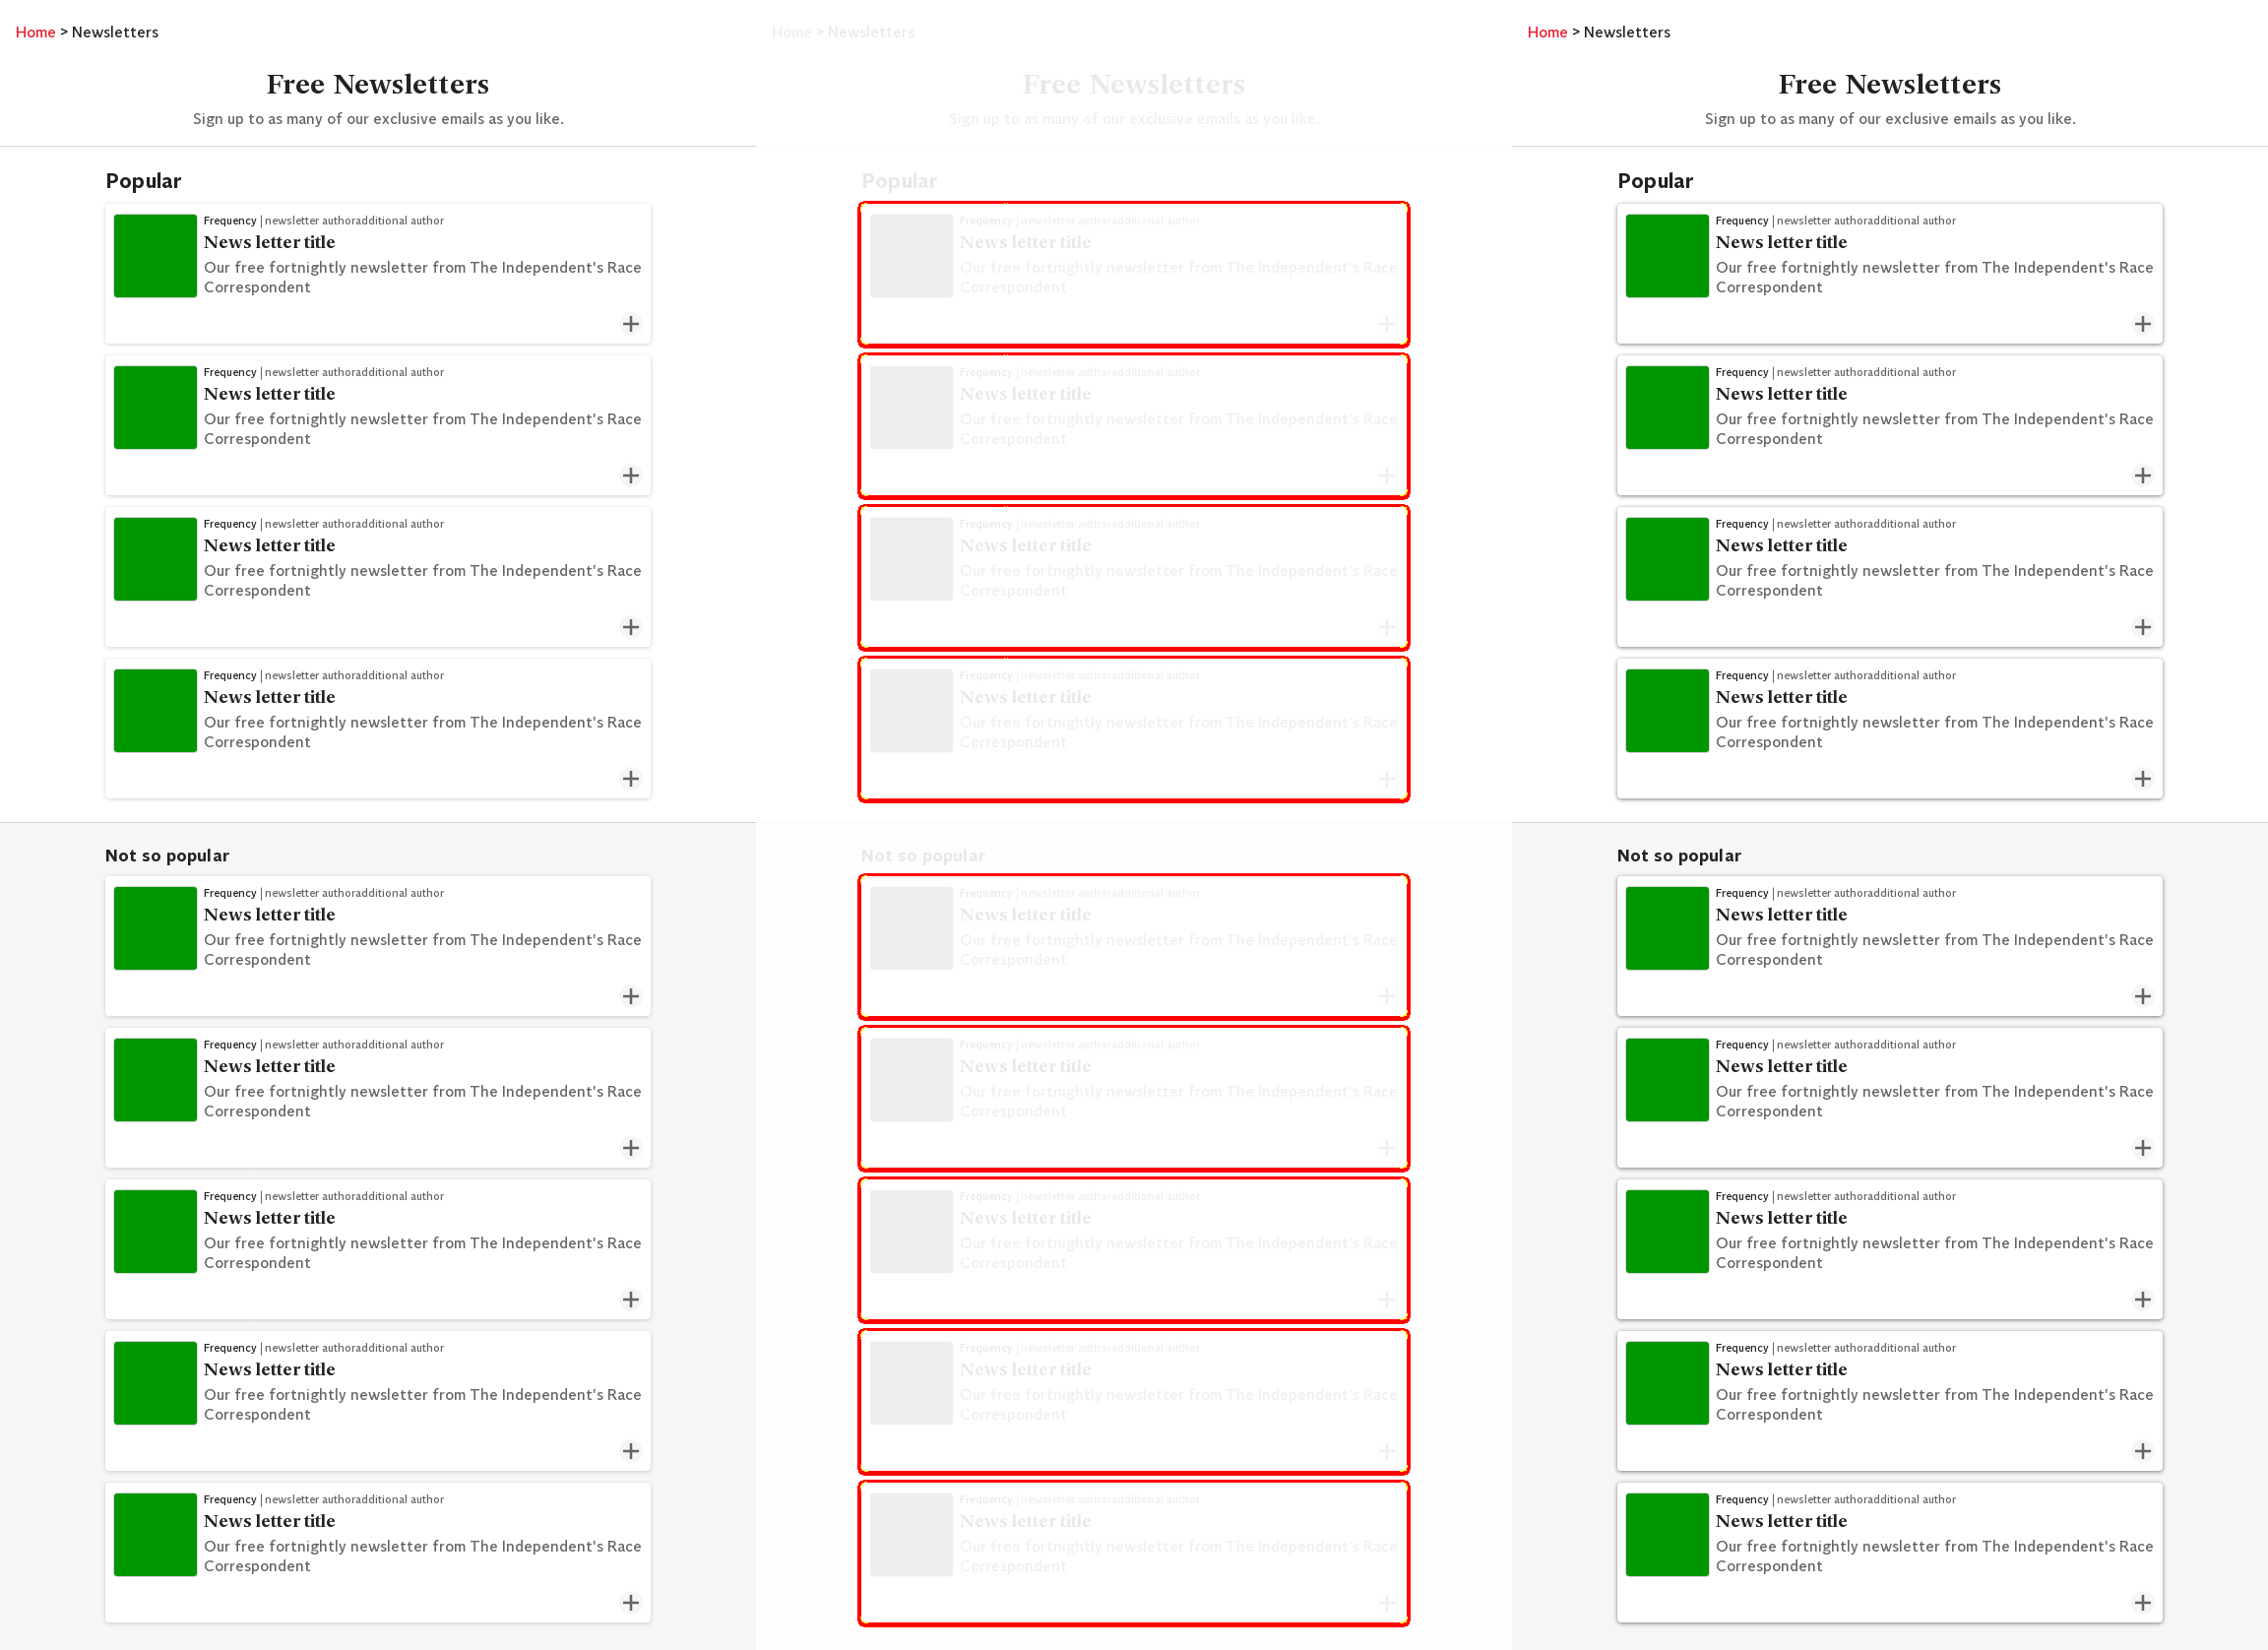 Home > Newsletters
Free Newsletters
Sign up to as many of our exclusive emails as you like.
Popular
Frequency | newsletter authoradditional author
News letter title
Our free fortnightly newsletter from The Independent's Race
Correspondent
Frequency | newsletter authoradditional author
News letter title
Our free fortnightly newsletter from The Independent's Race
Correspondent
Frequency | newsletter authoradditional author
News letter title
Our free fortnightly newsletter from The Independent's Race
Correspondent
Frequency | newsletter authoradditional author
News letter title
Our free fortnightly newsletter from The Independent's Race
Correspondent
Not so popular
Frequency | newsletter authoradditional author
News letter title
Our free fortnightly newsletter from The Independent's Race
Correspondent
Frequency | newsletter authoradditional author
News letter title
Our free fortnightly newsletter from The Independent's Race
Correspondent
Frequency | newsletter authoradditional author
News letter title
Our free fortnightly newsletter from The Independent's Race
Correspondent
Frequency | newsletter authoradditional author
News letter title
Our free fortnightly newsletter from The Independent's Race
Correspondent
Frequency | newsletter authoradditional author
News letter title
Our free fortnightly newsletter from The Independent's Race
Correspondent
Home > Newsletters
Free Newsletters
Sign up to as many of our exclusive emails as you like.
Popular
Frequency | newsletter authoradditional author
News letter title
Our free fortnightly newsletter from The Independent's Race
Correspondent
Frequency | newsletter authoradditional author
News letter title
Our free fortnightly newsletter from The Independent's Race
Correspondent
Frequency | newsletter authoradditional author
News letter title
Our free fortnightly newsletter from The Independent's Race
Correspondent
Frequency | newsletter authoradditional author
News letter title
Our free fortnightly newsletter from The Independent's Race
Correspondent
Not so popular
Frequency | newsletter authoradditional author
News letter title
Our free fortnightly newsletter from The Independent's Race
Correspondent
Frequency | newsletter authoradditional author
News letter title
Our free fortnightly newsletter from The Independent's Race
Correspondent
Frequency | newsletter authoradditional author
News letter title
Our free fortnightly newsletter from The Independent's Race
Correspondent
Frequency | newsletter authoradditional author
News letter title
Our free fortnightly newsletter from The Independent's Race
Correspondent
Frequency | newsletter authoradditional author
News letter title
Our free fortnightly newsletter from The Independent's Race
Correspondent
Home > Newsletters
Free Newsletters
Sign up to as many of our exclusive emails as you like.
Popular
Frequency | newsletter authoradditional author
News letter title
Our free fortnightly newsletter from The Independent's Race
Correspondent
Frequency | newsletter authoradditional author
News letter title
Our free fortnightly newsletter from The Independent's Race
Correspondent
Frequency | newsletter authoradditional author
News letter title
Our free fortnightly newsletter from The Independent's Race
Correspondent
Frequency | newsletter authoradditional author
News letter title
Our free fortnightly newsletter from The Independent's Race
Correspondent
Not so popular
Frequency | newsletter authoradditional author
News letter title
Our free fortnightly newsletter from The Independent's Race
Correspondent
Frequency | newsletter authoradditional author
News letter title
Our free fortnightly newsletter from The Independent's Race
Correspondent
Frequency | newsletter authoradditional author
News letter title
Our free fortnightly newsletter from The Independent's Race
Correspondent
Frequency | newsletter authoradditional author
News letter title
Our free fortnightly newsletter from The Independent's Race
Correspondent
Frequency | newsletter authoradditional author
News letter title
Our free fortnightly newsletter from The Independent's Race
Correspondent